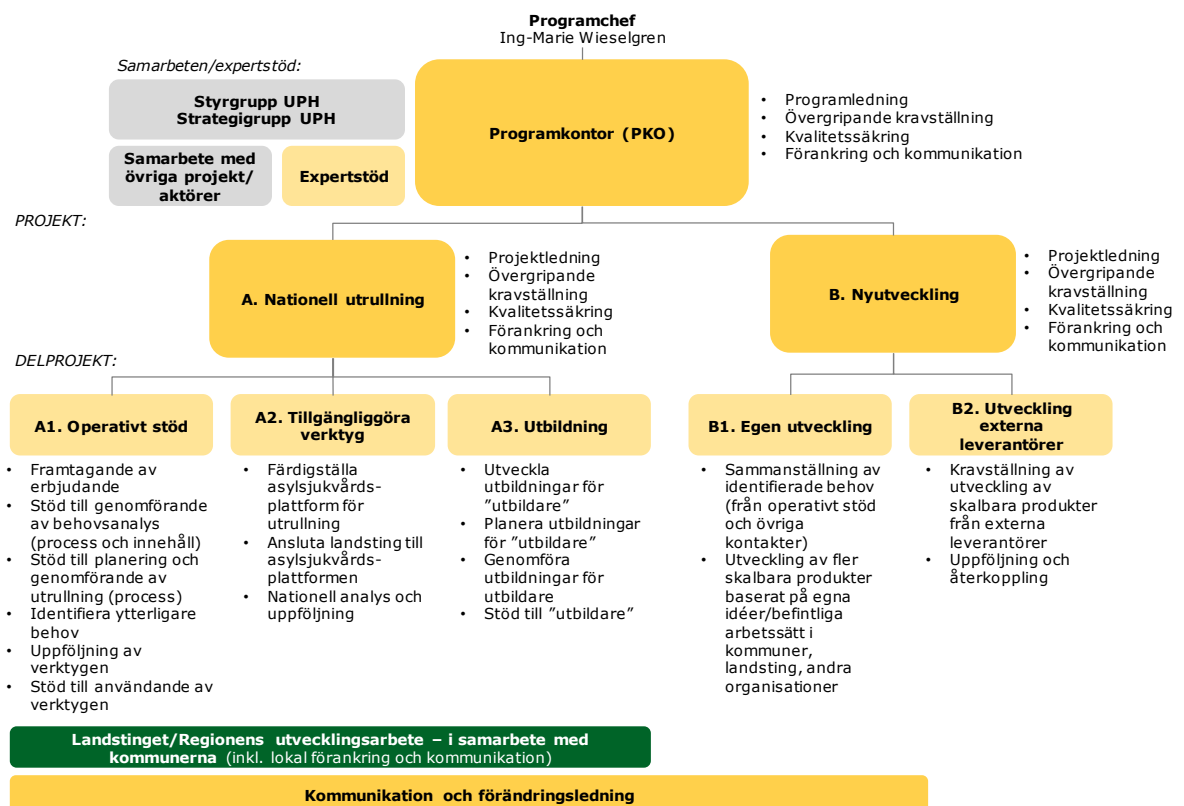 Programchef
Ing-Marie Wieselgren
Samarbeten/expertstöd:
Styrgrupp UPH
Strategigrupp UPH
Samarbete med
övriga projekt/
aktörer
Expertstöd
Programkontor (PKO)
• Programledning
• Övergripande kravställning
• Kvalitetssäkring
• Förankring och kommunikation
PROJEKT:
A. Nationell utrullning
• Projektledning
• Övergripande
kravställning
• Kvalitetssäkring
• Förankring och
kommunikation
B. Nyutveckling
• Projektledning
• Övergripande
kravställning
• Kvalitetssäkring
• Förankring och
kommunikation
DELPROJEKT:
A1. Operativt stöd
• Framtagande av
erbjudande
• Stöd till genomförande
av behovsanalys
(process och innehåll)
• Stöd till planering och
genomförande av
utrullning (process)
• Identifiera ytterligare
behov
• Uppföljning av
verktygen
• Stöd till användande av
verktygen
A2. Tillgängliggöra
verktyg
• Färdigställa
asylsjukvårds-
plattform för
utrullning
• Ansluta landsting till
asylsjukvårds-
plattformen
• Nationell analys och
uppföljning
A3. Utbildning
• Utveckla
utbildningar för
”utbildare”
• Planera utbildningar
för ”utbildare”
• Genomföra
utbildningar för
utbildare
• Stöd till ”utbildare”
B1. Egen utveckling
• Sammanställning av
identifierade behov
(från operativt stöd
och övriga
kontakter)
• Utveckling av fler
skalbara produkter
baserat på egna
idéer/befintliga
arbetssätt i
kommuner,
landsting, andra
organisationer
B2. Utveckling
externa
leverantörer
• Kravställning av
utveckling av
skalbara produkter
från externa
leverantörer
• Uppföljning och
återkoppling
Landstinget/Regionens utvecklingsarbete – i samarbete med
kommunerna (inkl. lokal förankring och kommunikation)
Kommunikation och förändringsledning